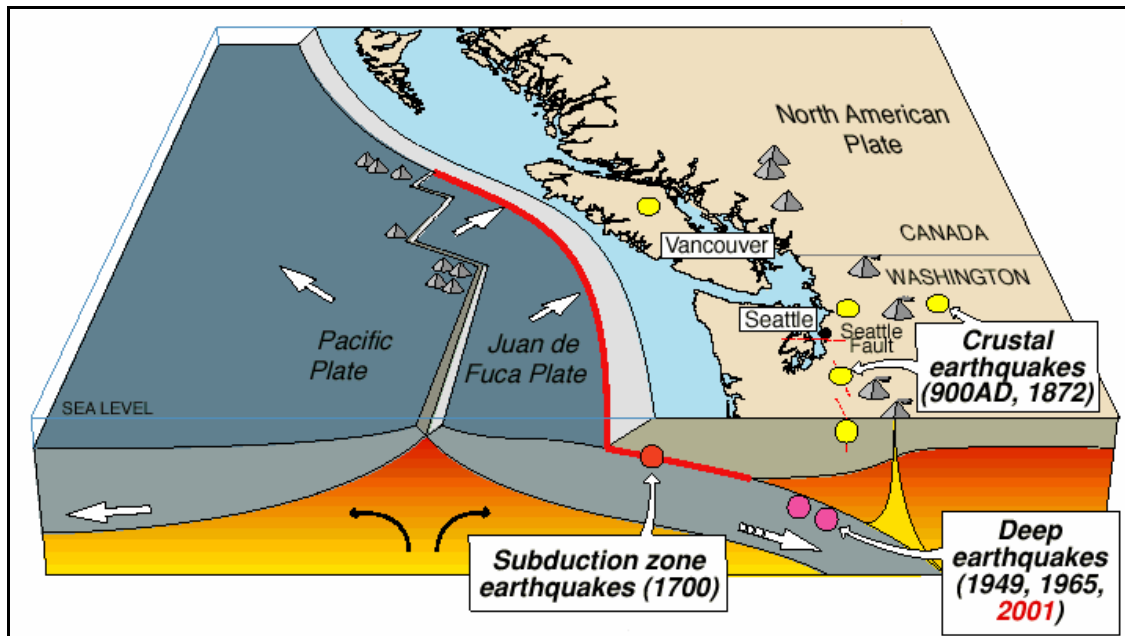 North American
Plate
CANADA
Vancouver
WASHINGTON
Seattle
Seattle
Fault
Pacific
Plate
Juan de
Fuca Plate
Crustal
earthquakes
(900AD, 1872)
SEA LEVEL
Subduction zone
earthquakes (1700)
Deep
earthquakes
(1949, 1965,
2001)